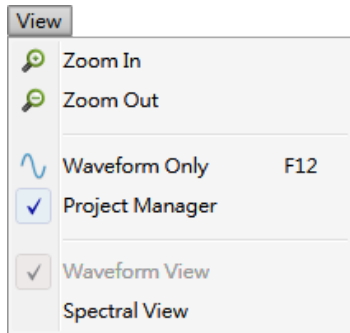 View
Zoom In
Zoom Out
Waveform Only F12
Project Manager
Waveform View
Spectral View